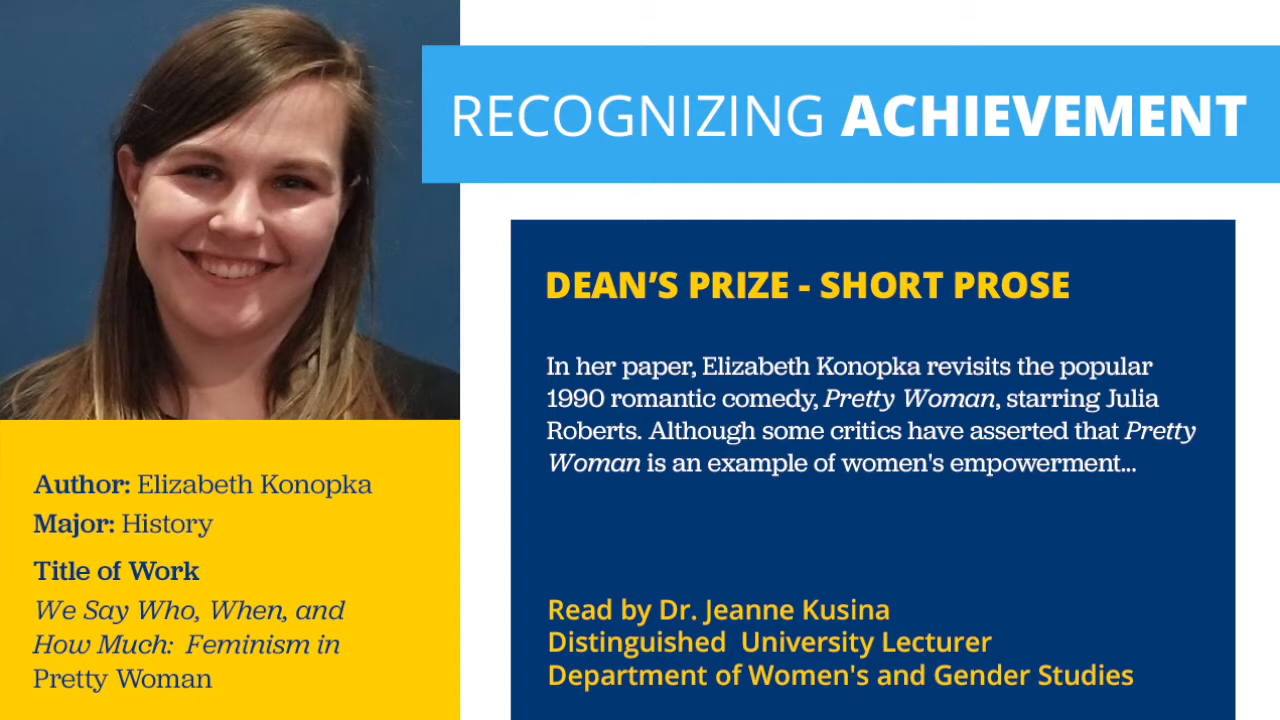 RECOGNIZING ACHIEVEMENT
DEAN’S PRIZE - SHORT PROSE
In her paper, Elizabeth Konopka revisits the popular
1990 romantic comedy, Pretty Woman, starring Julia
Roberts. Although some critics have asserted that Pretty
Woman is an example of women's empowerment...
Read by Dr. Jeanne Kusina
Distinguished  University Lecturer
Department of Women's and Gender Studies
Author: Elizabeth Konopka
Major: History
Title of Work
We Say Who, When, and
How Much:  Feminism in
Pretty Woman